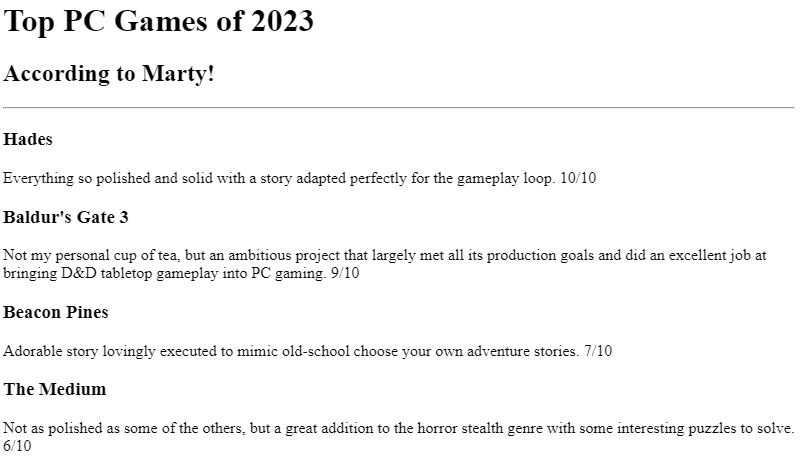 Top PC Games of 2023
According to Marty!
Hades
Everything so polished and solid with a story adapted perfectly for the gameplay loop. 10/10
Baldur's Gate 3
Not my personal cup of tea, but an ambitious project that largely met all its production goals and did an excellent job at
bringing D&D tabletop gameplay into PC gaming. 9/10
Beacon Pines
Adorable story lovingly executed to mimic old-school choose your own adventure stories. 7/10
The Medium
Not as polished as some of the others, but a great addition to the horror stealth genre with some interesting puzzles to solve.
6/10